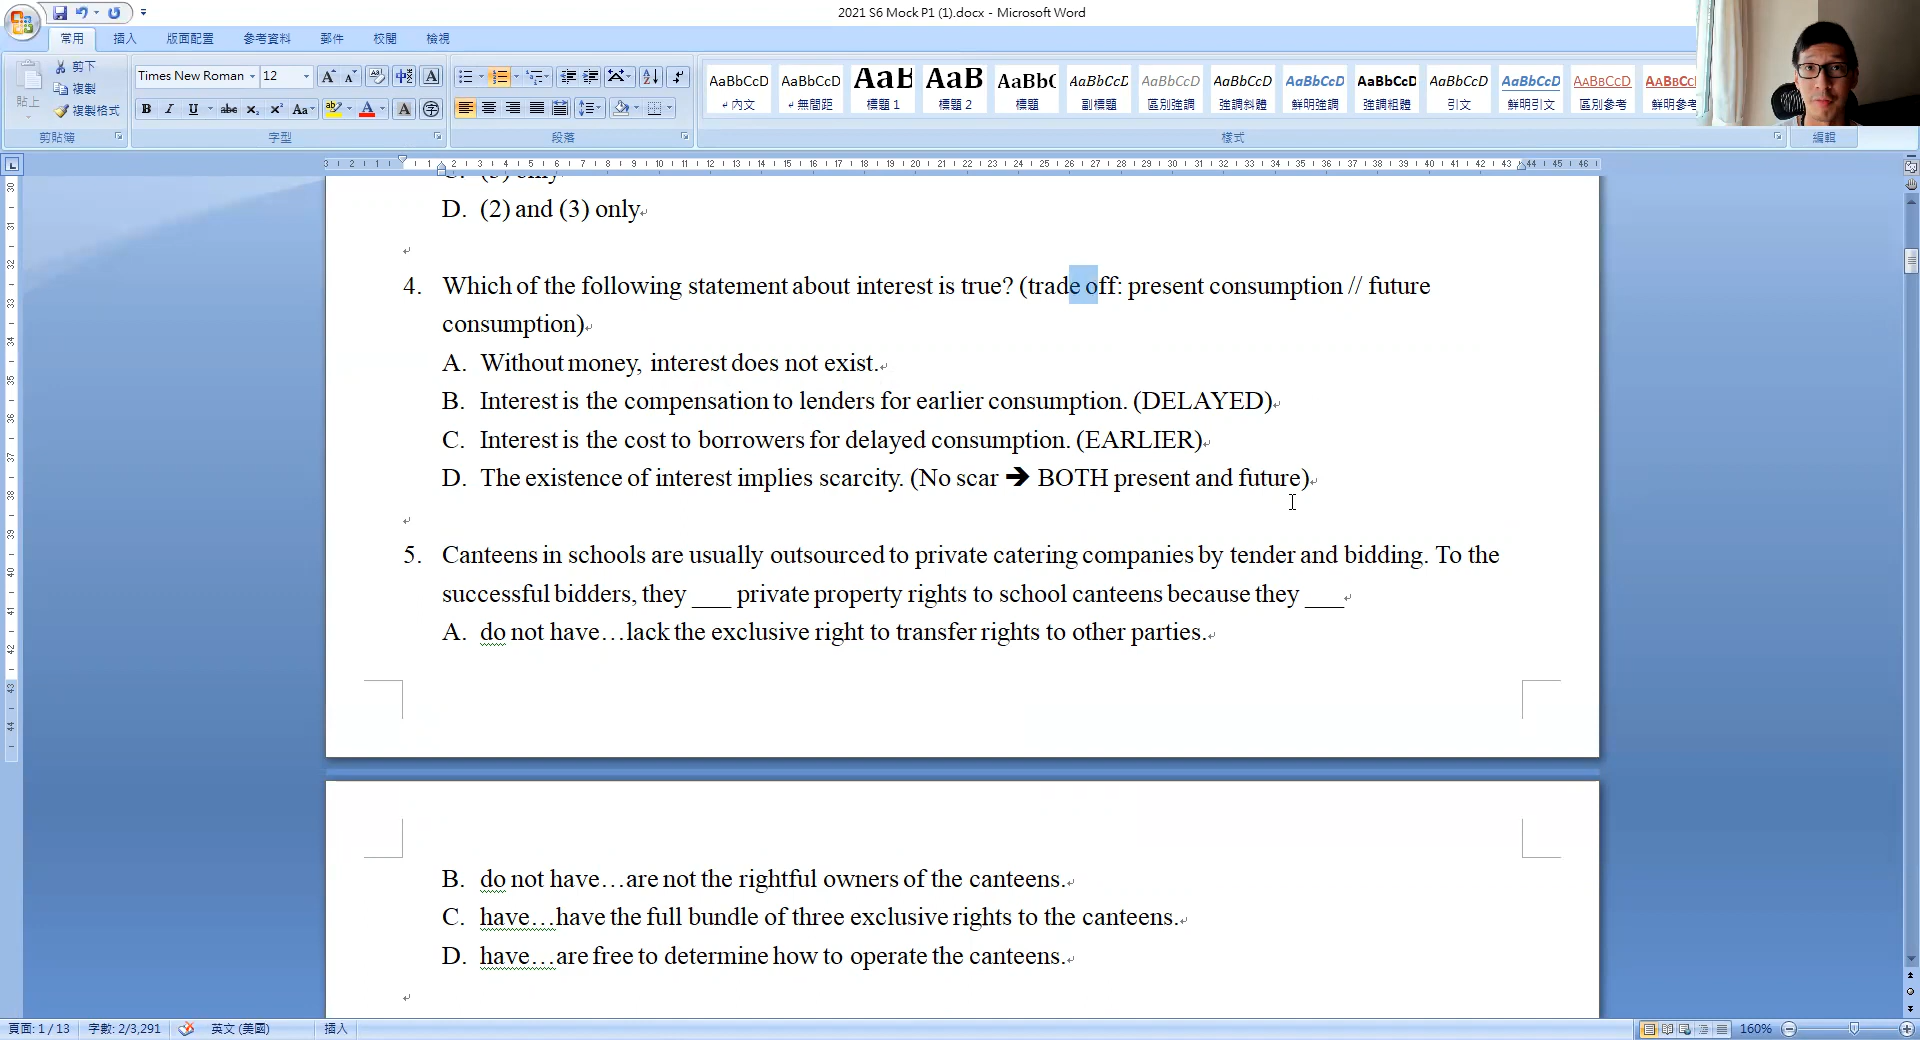 2021 S6 Mock P1 (1).docx - Microsoft Word
常用 插入 版面配置 參考資料 郵件 校閱 檢視
剪下
複製
複製格式
貼上
Times New Roman 12
AaBbCcD AaBbCcD AaB AaB AaBb( AaBbCcD AaBbCcD AaBbCcD AaBbCcD AaBbCcD AaBbCcD AaBbCcD AABBCCD AABBC
內文 無間距 標題 1 標題 2 標題 副標題 區別強調 強調斜體 鮮明強調 強調粗體 引文 鮮明引文 區別參考 鮮明參考
剪貼簿 字型 段落 樣式 編輯
D. (2) and (3) only
4. Which of the following statement about interest is true? (trade off: present consumption // future
consumption)
A. Without money, interest does not exist.
B. Interest is the compensation to lenders for earlier consumption. (DELAYED)
C. Interest is the cost to borrowers for delayed consumption. (EARLIER)
D. The existence of interest implies scarcity. (No scar ➔ BOTH present and future)
5. Canteens in schools are usually outsourced to private catering companies by tender and bidding. To the
successful bidders, they ___ private property rights to school canteens because they ___
A. do not have…lack the exclusive right to transfer rights to other parties.
B. do not have…are not the rightful owners of the canteens.
C. have…have the full bundle of three exclusive rights to the canteens.
D. have…are free to determine how to operate the canteens.
頁面: 1 / 13 字數: 2/3,291 英文 (美國) 插入 160%